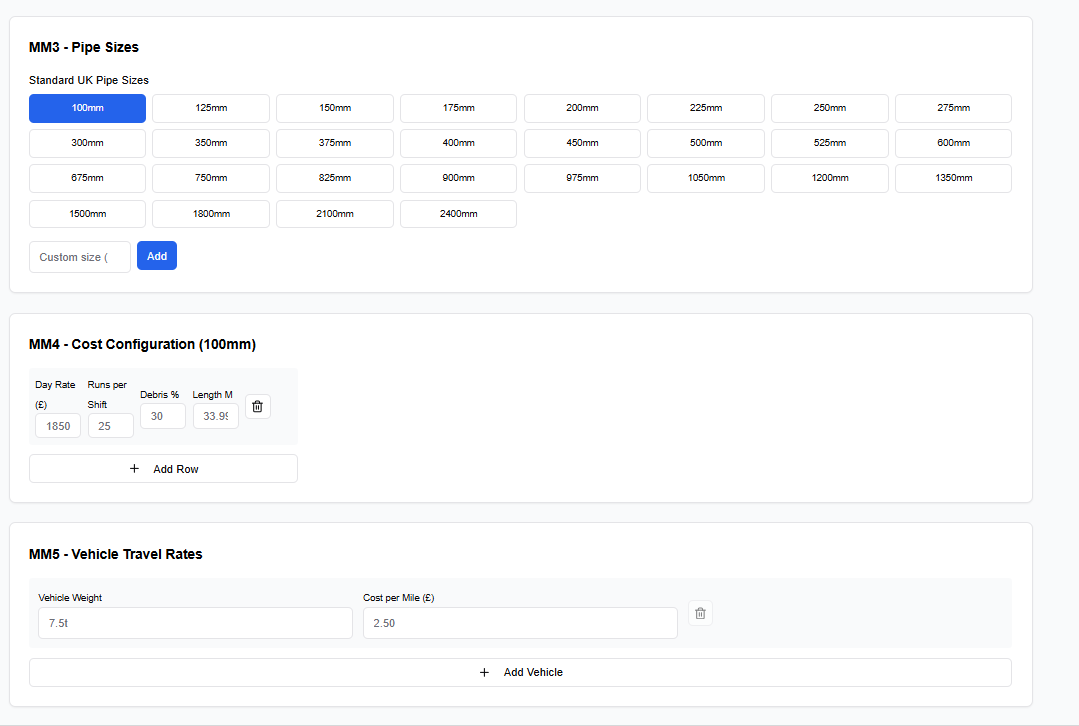 MM3 - Pipe Sizes
Standard UK Pipe Sizes
100mm 125mm 150mm 175mm 200mm 225mm 250mm 275mm
300mm 350mm 375mm 400mm 450mm 500mm 525mm 600mm
675mm 750mm 825mm 900mm 975mm 1050mm 1200mm 1350mm
1500mm 1800mm 2100mm 2400mm
Custom size ( Add
MM4 - Cost Configuration (100mm)
Day Rate (£) Runs per Shift Debris % Length M
1850 25 30 33.99
+ Add Row
MM5 - Vehicle Travel Rates
Vehicle Weight Cost per Mile (£)
7.5t 2.50
+ Add Vehicle